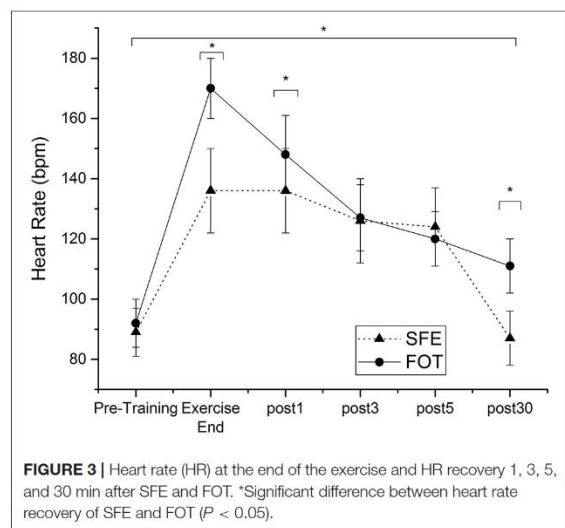 *
180
*
*
160
140
*
120
100
80
Heart Rate (bpm)
SFE
FOT
Pre-Training Exercise post1 post3 post5 post30
End
FIGURE 3 | Heart rate (HR) at the end of the exercise and HR recovery 1, 3, 5,
and 30 min after SFE and FOT. *Significant difference between heart rate
recovery of SFE and FOT (P < 0.05).